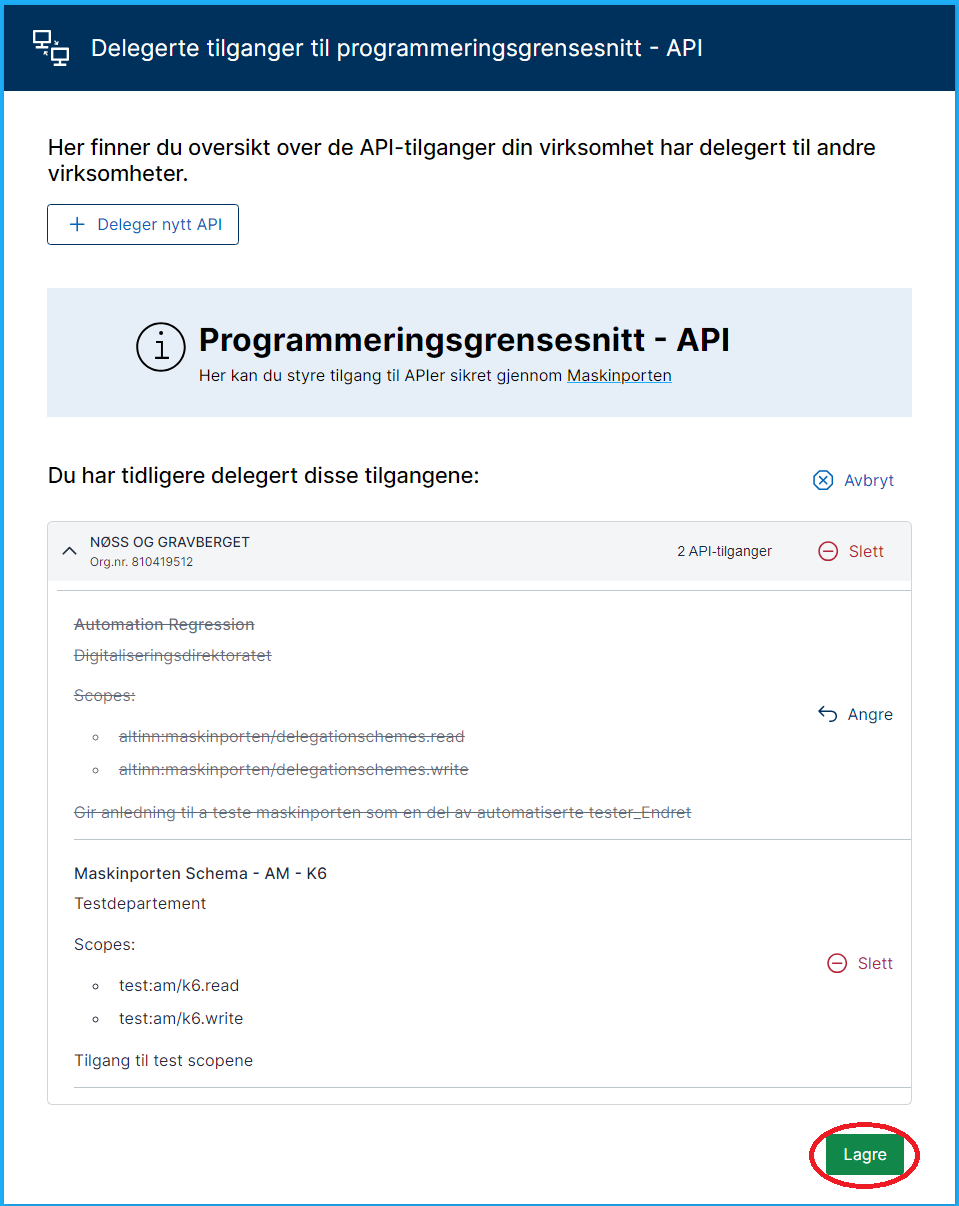 Delegerte tilganger til programmeringsgrensesnitt - API
Her finner du oversikt over de API-tilganger din virksomhet har delegert til andre
virksomheter.
Deleger nytt API
Programmeringsgrensesnitt - API
Her kan du styre tilgang til APIer sikret gjennom Maskinporten
Du har tidligere delegert disse tilgangene:
Avbryt
NØSS OG GRAVBERGET
Org.nr. 810419512
2 API-tilganger
Slett
Automation Regression
Digitaliseringsdirektoratet
Scopes:
altinn:maskinporten/delegationschemes.read
altinn:maskinporten/delegationschemes.write
Angre
Gir anledning til a teste maskinporten som en del av automatiserte tester_Endret
Maskinporten Schema - AM - K6
Testdepartement
Scopes:
test:am/k6.read
test:am/k6.write
Slett
Tilgang til test scopene
Lagre